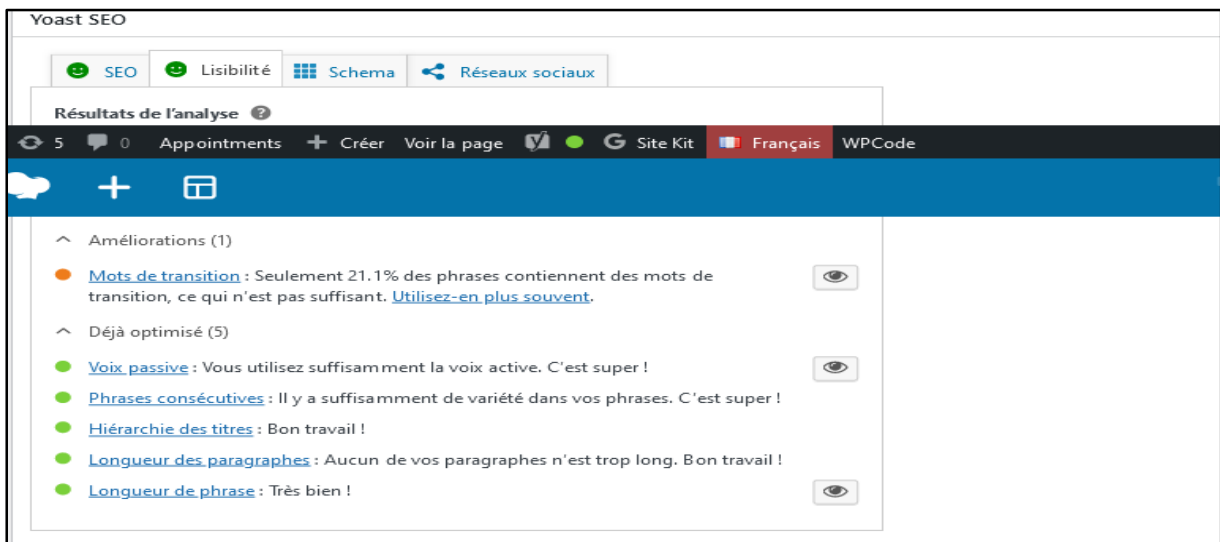 Yoast SEO
SEO Lisibilité Schema Réseaux sociaux
Résultats de l'analyse
5 0 Appointments Créer Voir la page Site Kit Français WPCode
Améliorations (1)
Mots de transition : Seulement 21.1% des phrases contiennent des mots de
transition, ce qui n'est pas suffisant. Utilisez-en plus souvent.
Déjà optimisé (5)
Voix passive : Vous utilisez suffisamment la voix active. C'est super !
Phrases consécutives : Il y a suffisamment de variété dans vos phrases. C'est super !
Hiérarchie des titres : Bon travail !
Longueur des paragraphes : Aucun de vos paragraphes n'est trop long. Bon travail !
Longueur de phrase : Très bien !